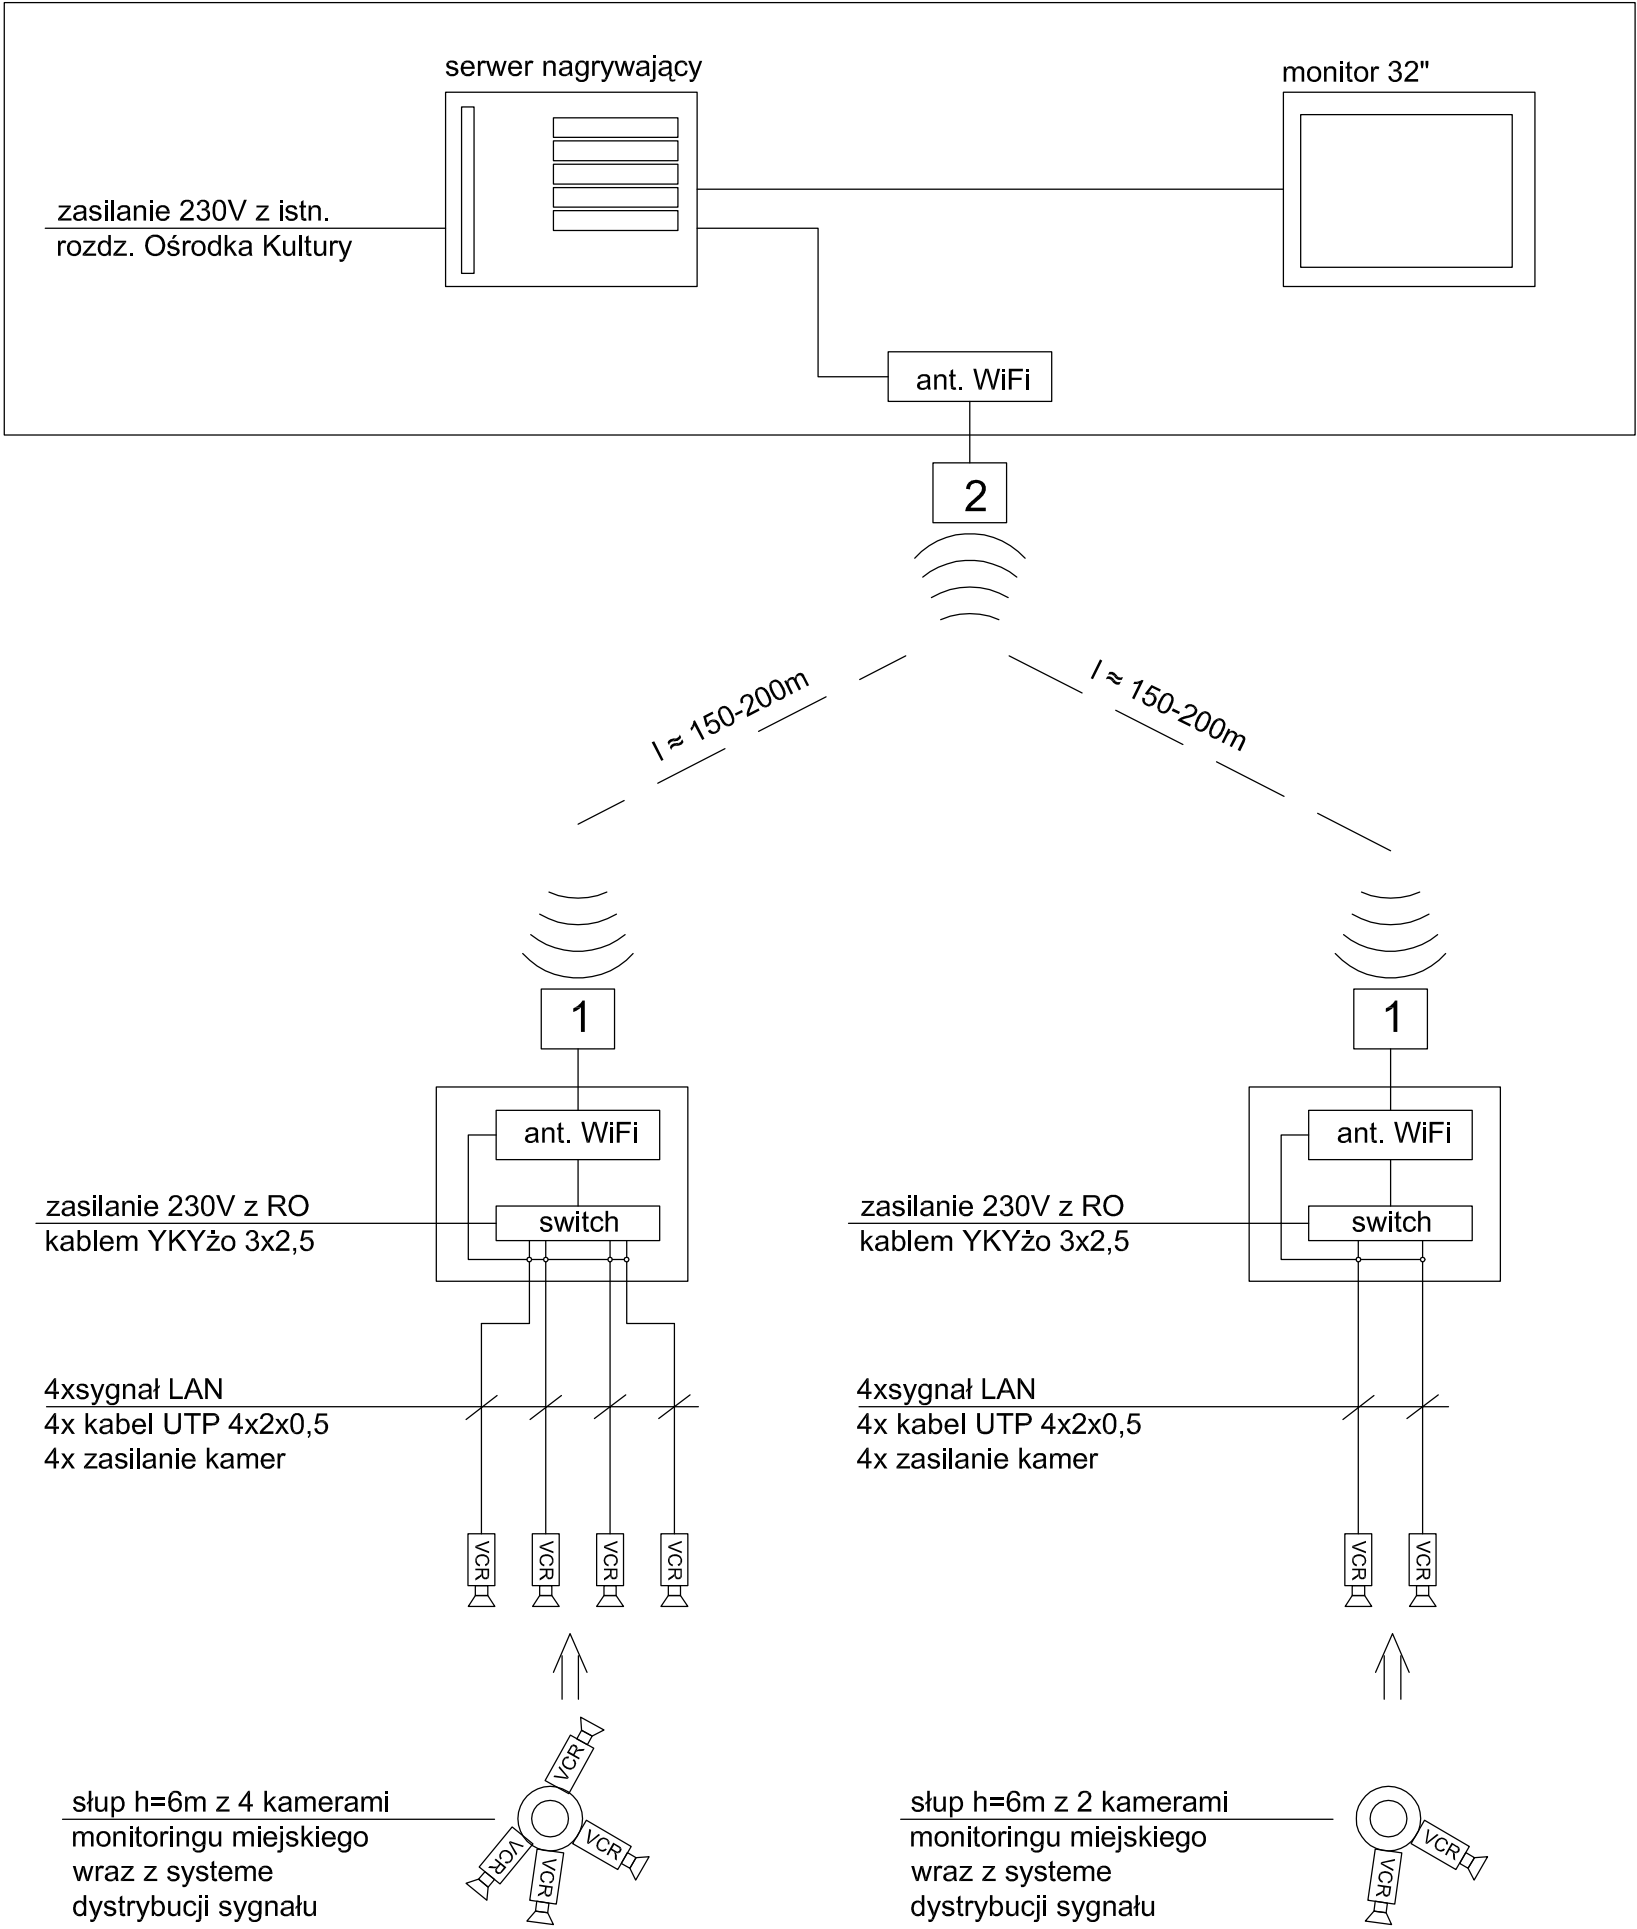 serwer nagrywający
monitor 32"
zasilanie 230V z istn.
rozdz. Ośrodka Kultury
ant. WiFi
2
l ≈ 150-200m
l ≈ 150-200m
1
1
ant. WiFi
ant. WiFi
zasilanie 230V z RO
kablem YKYżo 3x2,5
switch
zasilanie 230V z RO
kablem YKYżo 3x2,5
switch
4xsygnał LAN
4x kabel UTP 4x2x0,5
4x zasilanie kamer
4xsygnał LAN
4x kabel UTP 4x2x0,5
4x zasilanie kamer
VCR
VCR
VCR
VCR
VCR
VCR
słup h=6m z 4 kamerami
monitoringu miejskiego
wraz z systeme
dystrybucji sygnału
VCR
VCR
VCR
VCR
słup h=6m z 2 kamerami
monitoringu miejskiego
wraz z systeme
dystrybucji sygnału
VCR
VCR